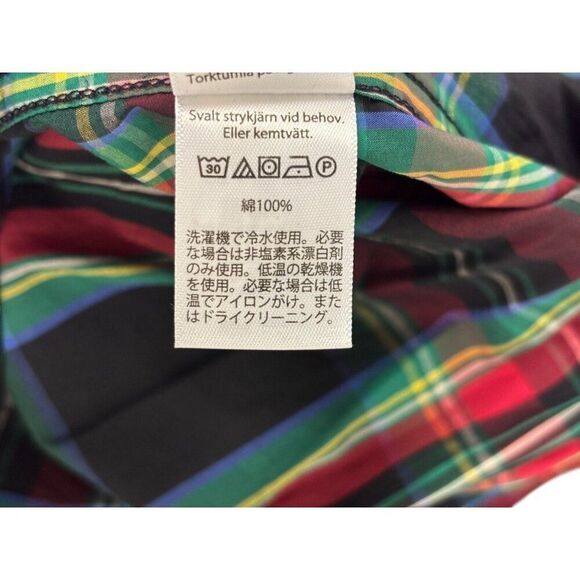 Torktumla
Svalt strykjärn vid behov.
Eller kemtvätt.
30 P
綿100%
洗濯機で冷水使用。必要
な場合は非塩素系漂白剤
のみ使用。低温の乾燥機
を使用。必要な場合は低
温でアイロンがけ。また
はドライクリーニング。